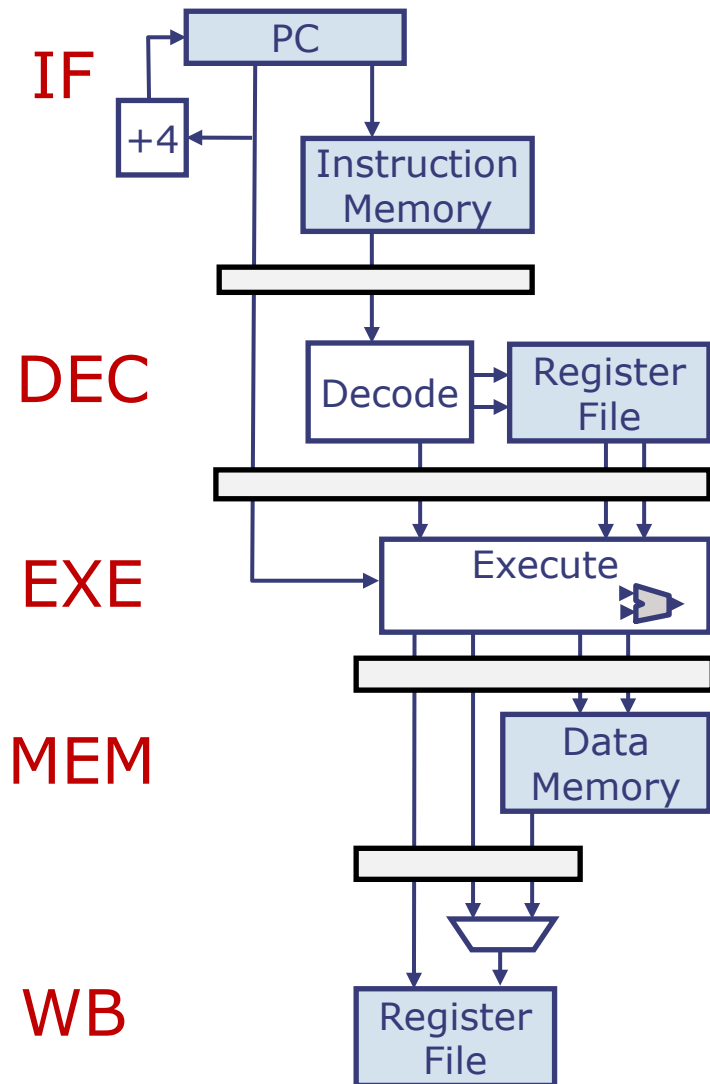 PC
IF
+4
Instruction
Memory
DEC
Decode
Register
File
EXE
Execute
MEM
Data
Memory
WB
Register
File